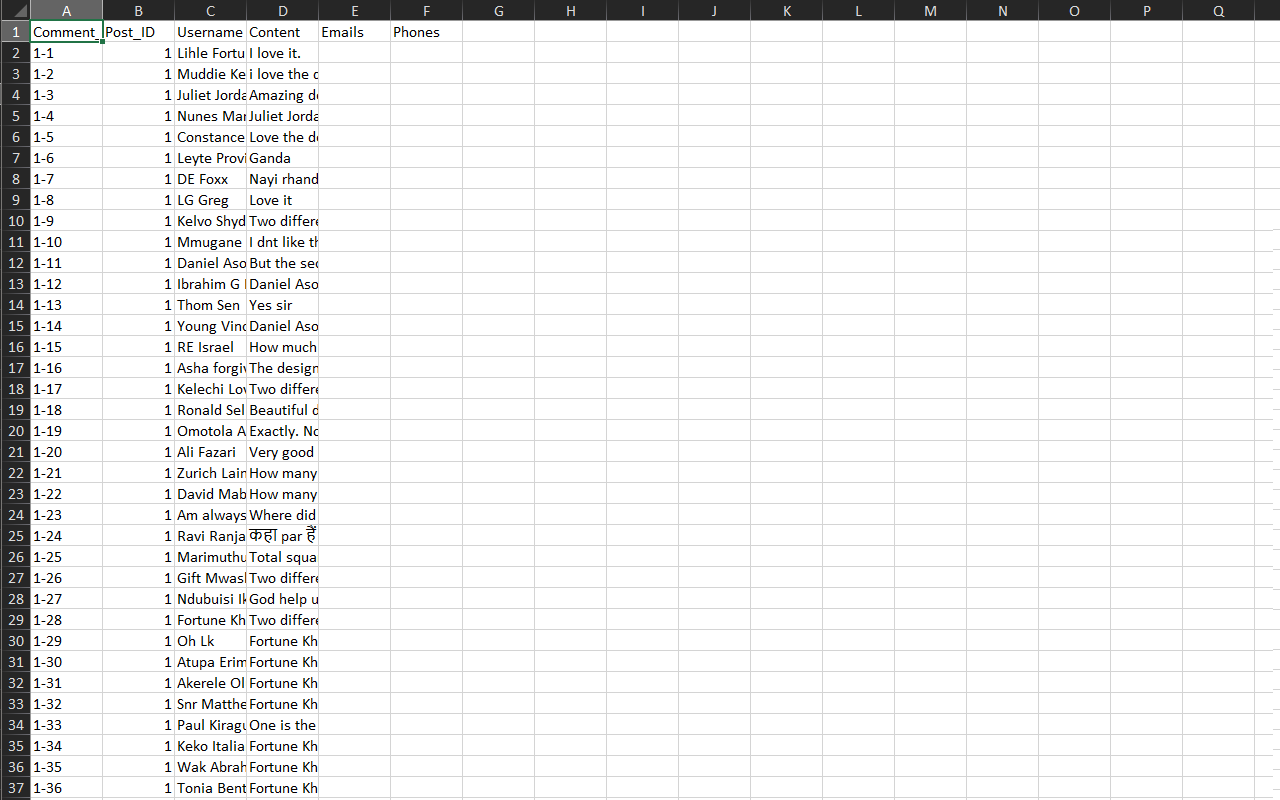 A B C D E F G H I J K L M N O P Q
1 Comment_ Post_ID Username Content Emails Phones
2 1-1 1 Lihle Fortu I love it.
3 1-2 1 Muddie Ke i love the d
4 1-3 1 Juliet Jorda Amazing de
5 1-4 1 Nunes Mar Juliet Jorda
6 1-5 1 Constance Love the de
7 1-6 1 Leyte Provi Ganda
8 1-7 1 DE Foxx Nayi rhand
9 1-8 1 LG Greg Love it
10 1-9 1 Kelvo Shyd Two differe
11 1-10 1 Mmugane I dnt like th
12 1-11 1 Daniel Aso But the sec
13 1-12 1 Ibrahim G Daniel Aso
14 1-13 1 Thom Sen Yes sir
15 1-14 1 Young Vinc Daniel Aso
16 1-15 1 RE Israel How much
17 1-16 1 Asha forgiv The design
18 1-17 1 Kelechi Lov Two differe
19 1-18 1 Ronald Sel Beautiful d
20 1-19 1 Omotola A Exactly. No
21 1-20 1 Ali Fazari Very good
22 1-21 1 Zurich Lain How many
23 1-22 1 David Mab How many
24 1-23 1 Am always Where did
25 1-24 1 Ravi Ranja कहा par हैं
26 1-25 1 Marimuthu Total squa
27 1-26 1 Gift Mwasl Two differe
28 1-27 1 Ndubuisi Ik God help u
29 1-28 1 Fortune Kh Two differe
30 1-29 1 Oh Lk Fortune Kh
31 1-30 1 Atupa Erim Fortune Kh
32 1-31 1 Akerele Ol Fortune Kh
33 1-32 1 Snr Matthe Fortune Kh
34 1-33 1 Paul Kiragu One is the
35 1-34 1 Keko Italia Fortune Kh
36 1-35 1 Wak Abrah Fortune Kh
37 1-36 1 Tonia Bent Fortune Kh